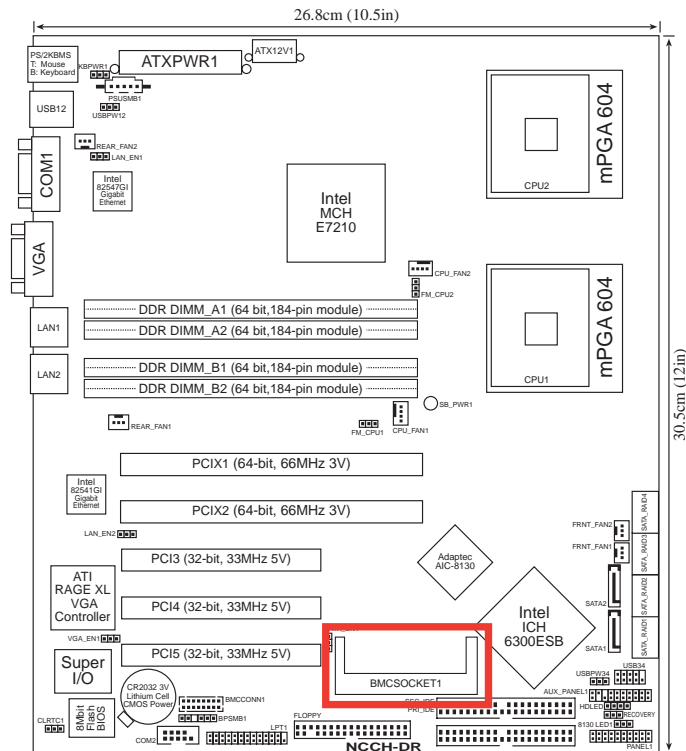 26.8cm (10.5in)
PS/2KBMS
T: Mouse
B: Keyboard
KBPWR1
ATXPWR1
ATX12V1
PSUSMB1
USB12
USBPW12
mPGA 604
CPU2
REAR_FAN2
LAN_EN1
COM1
Intel
82547GI
Gigabit
Ethernet
Intel
MCH
E7210
VGA
CPU_FAN2
FM_CPU2
mPGA 604
CPU1
LAN1
DDR DIMM_A1 (64 bit,184-pin module)
DDR DIMM_A2 (64 bit,184-pin module)
LAN2
DDR DIMM_B1 (64 bit,184-pin module)
DDR DIMM_B2 (64 bit,184-pin module)
30.5cm (12in)
SB_PWR1
REAR_FAN1
FM_CPU1
CPU_FAN1
PCIX1 (64-bit, 66MHz 3V)
Intel
82541GI
Gigabit
Ethernet
PCIX2 (64-bit, 66MHz 3V)
LAN_EN2
FRNT_FAN2
SATA_RAID4
FRNT_FAN1
SATA_RAID3
PCI3 (32-bit, 33MHz 5V)
Adaptec
AIC-8130
ATI
RAGE XL
VGA
Controller
SATA2
SATA_RAID2
PCI4 (32-bit, 33MHz 5V)
Intel
ICH
6300ESB
SATA1
SATA_RAID1
VGA_EN1
PCI5 (32-bit, 33MHz 5V)
Super
I/O
BMCSOCKET1
USBPW34
USB34
CR2032 3V
Lithium Cell
CMOS Power
BMCCONN1
AUX_PANEL1
PRI_IDE
HDLED
RECOVERY
CLRTC1
8Mbit
Flash
BIOS
BPSMB1
FLOPPY
8130 LED1
COM2
LPT1
NCCH-DR
PANEL1